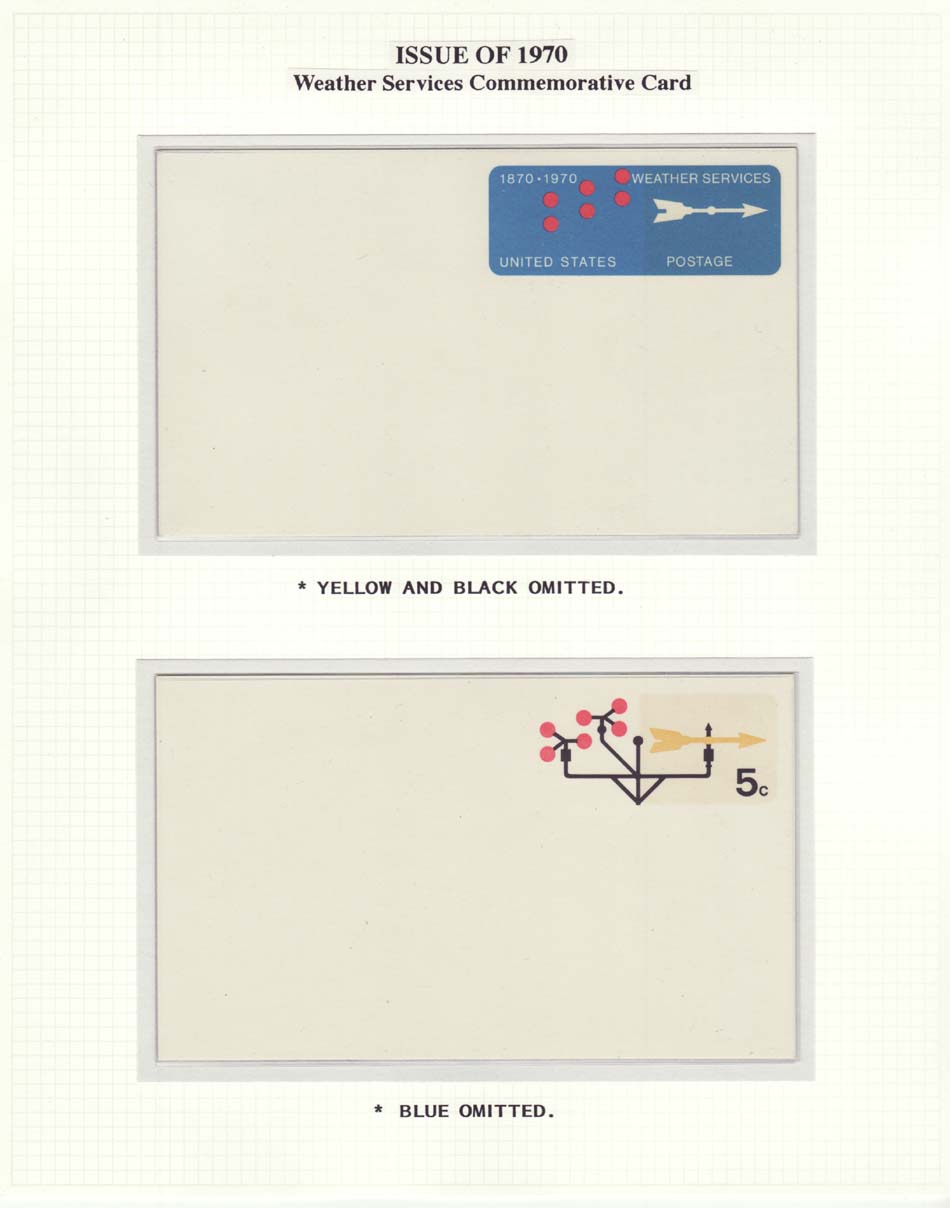 ISSUE OF 1970
Weather Services Commemorative Card
1870 • 1970 WEATHER SERVICES
UNITED STATES POSTAGE
* YELLOW AND BLACK OMITTED.
5c
* BLUE OMITTED.